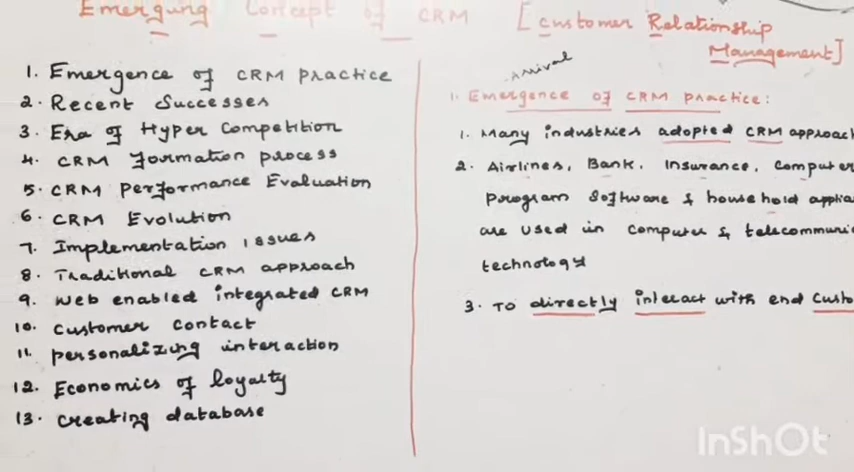 Emerging Concept of CRM [Customer Relationship
Management]
1. Emergence of CRM practice
2. Recent Successes
3. Era of Hyper Competition
4. CRM Formation process
5. CRM Performance Evaluation
6. CRM Evolution
7. Implementation issues
8. Traditional CRM approach
9. Web enabled integrated CRM
10. Customer contact
11. personalizing interaction
12. Economics of loyalty
13. Creating database
Arrival
1. Emergence of CRM practice:
1. Many industries adopted CRM approach
2. Airlines, Bank, Insurance, Computer
program software & household applia
are used in computer & telecommuni
technology
3. To directly interact with end custo
InShOt